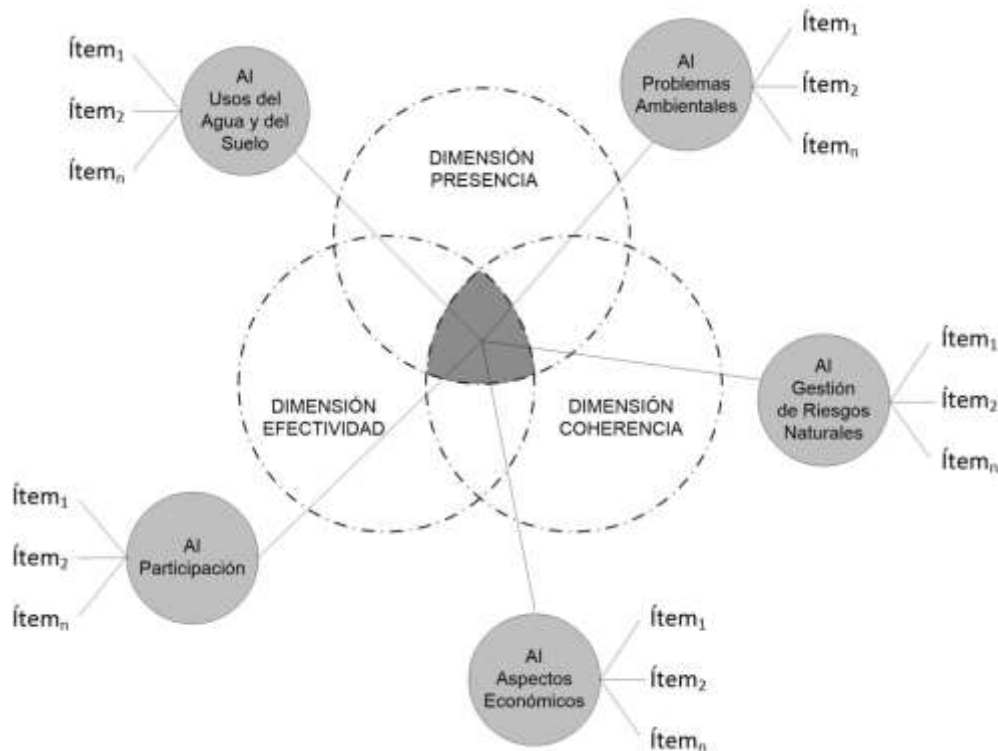 Ítem₁
Ítem₂
Ítemₙ
AI
Usos del
Agua y del
Suelo
DIMENSIÓN
PRESENCIA
AI
Problemas
Ambientales
Ítem₁
Ítem₂
Ítemₙ
DIMENSIÓN
EFECTIVIDAD
DIMENSIÓN
COHERENCIA
AI
Gestión
de Riesgos
Naturales
Ítem₁
Ítem₂
Ítemₙ
Ítem₁
Ítem₂
Ítemₙ
AI
Participación
AI
Aspectos
Económicos
Ítem₁
Ítem₂
Ítemₙ